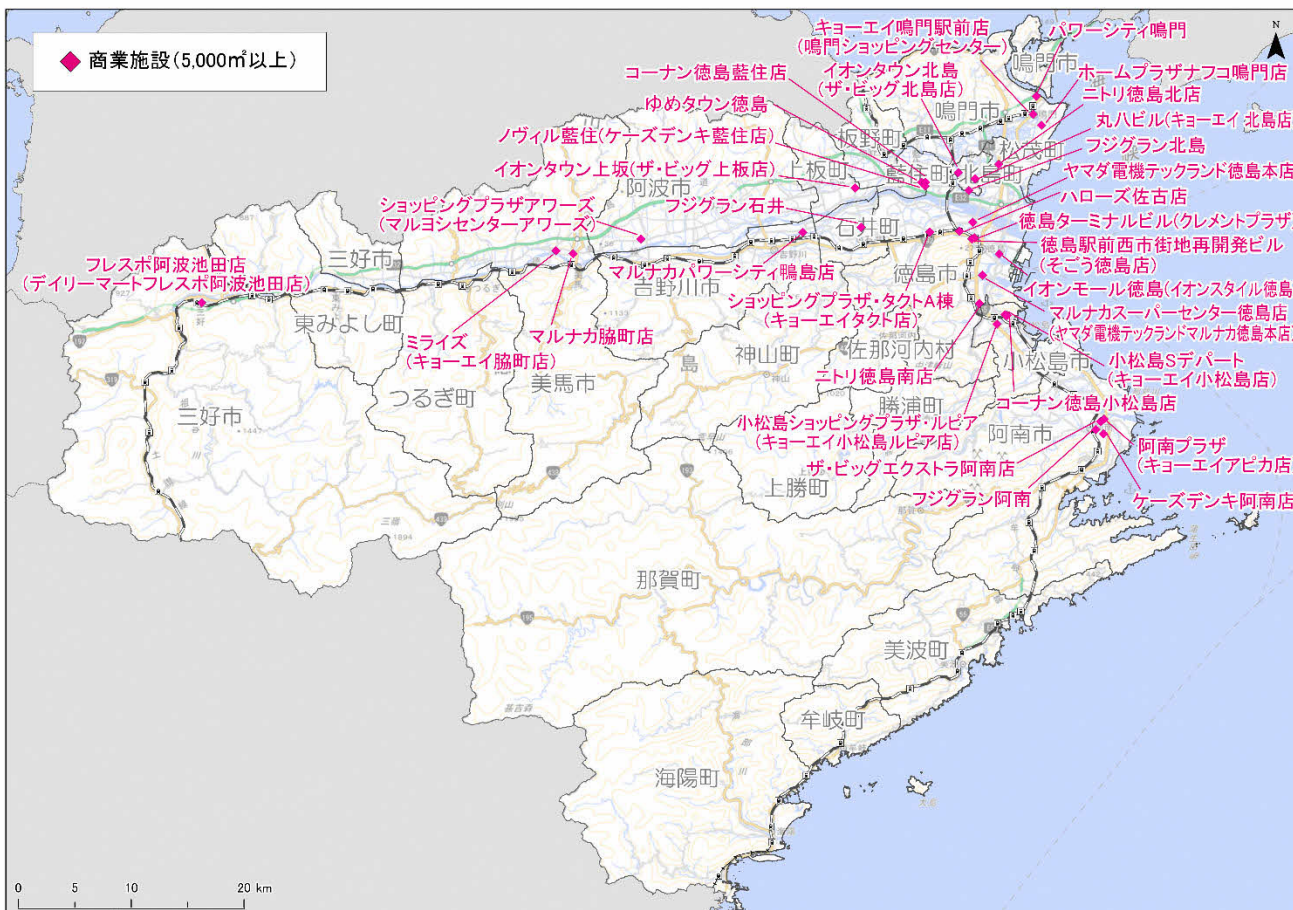 商業施設(5,000㎡以上)
N
キョーエイ鳴門駅前店
(鳴門ショッピングセンター)
パワーシティ鳴門
鳴門市
コーナン徳島藍住店
イオンタウン北島
(ザ・ビッグ北島店)
ホームプラザナフコ鳴門店
ニトリ徳島北店
ゆめタウン徳島
鳴門市
丸八ビル(キョーエイ北島店
ノヴィル藍住(ケーズデンキ藍住店)
板野町
松茂町
フジグラン北島
イオンタウン上坂(ザ・ビッグ上板店)
上板町
藍住町
北島町
ヤマダ電機テックランド徳島本店
阿波市
ハローズ佐古店
ショッピングプラザアワーズ
(マルヨシセンターアワーズ)
フジグラン石井
石井町
徳島ターミナルビル(クレメントプラザ
徳島駅前西市街地再開発ビル
(そごう徳島店)
フレスポ阿波池田店
(デイリーマートフレスポ阿波池田店)
三好市
マルナカパワーシティ鴨島店
徳島市
吉野川市
イオンモール徳島(イオンスタイル徳島
東みよし町
ショッピングプラザ・タクトA棟
(キョーエイタクト店)
マルナカスーパーセンター徳島店
(ヤマダ電機テックランドマルナカ徳島本店)
ミライズ
(キョーエイ脇町店)
マルナカ脇町店
神山町
佐那河内村
小松島市
小松島Sデパート
(キョーエイ小松島店)
島
ニトリ徳島南店
三好市
つるぎ町
美馬市
勝浦町
コーナン徳島小松島店
小松島ショッピングプラザ・ルピア
(キョーエイ小松島ルピア店)
阿南市
阿南プラザ
(キョーエイアピカ店
ザ・ビッグエクストラ阿南店
上勝町
フジグラン阿南
ケーズデンキ阿南店
那賀町
美波町
牟岐町
海陽町
0 5 10 20 km